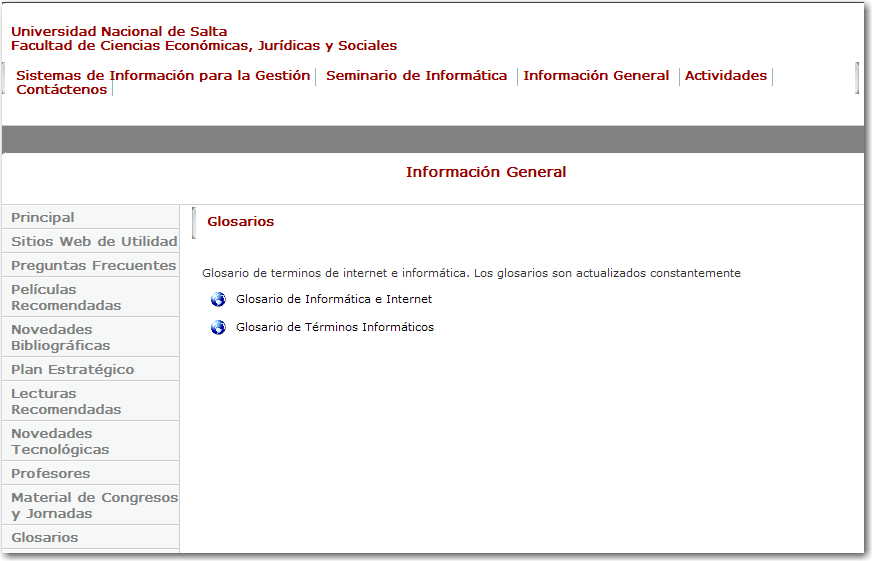 Universidad Nacional de Salta
Facultad de Ciencias Económicas, Jurídicas y Sociales
Sistemas de Información para la Gestión Seminario de Informática Información General Actividades
Contáctenos
Información General
Principal
Sitios Web de Utilidad
Preguntas Frecuentes
Películas
Recomendadas
Novedades
Bibliográficas
Plan Estratégico
Lecturas
Recomendadas
Novedades
Tecnológicas
Profesores
Material de Congresos
y Jornadas
Glosarios
Glosarios
Glosario de terminos de internet e informática. Los glosarios son actualizados constantemente
Glosario de Informática e Internet
Glosario de Términos Informáticos